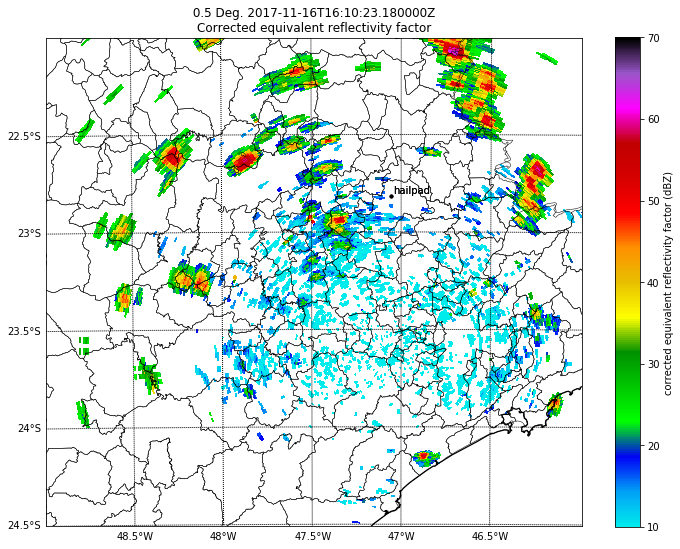 0.5 Deg. 2017-11-16T16:10:23.180000Z
Corrected equivalent reflectivity factor
70
60
50
40
30
20
10
corrected equivalent reflectivity factor (dBZ)
22.5°S
23°S
23.5°S
24°S
24.5°S
hailpad
48.5°W
48°W
47.5°W
47°W
46.5°W